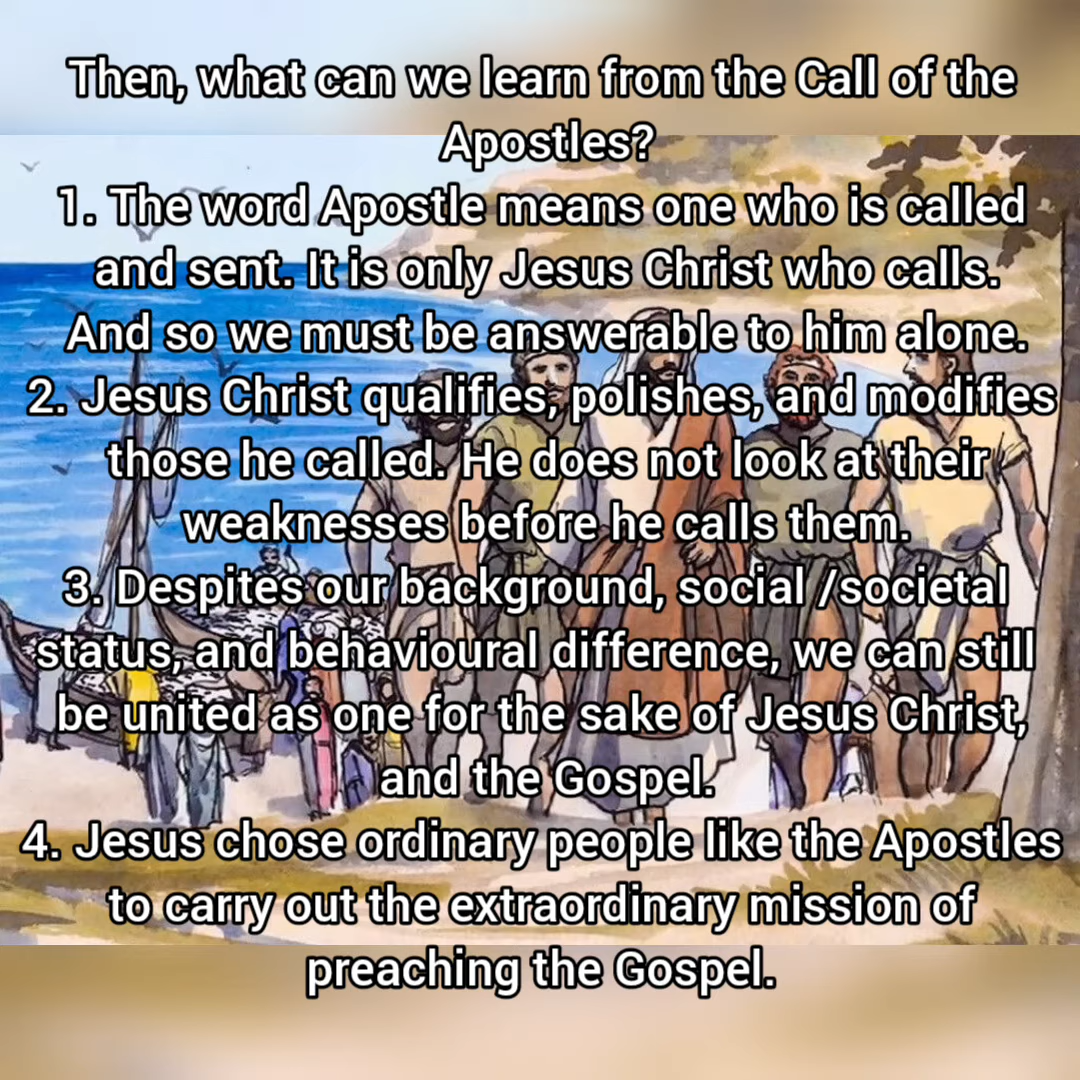 Then, what can we learn from the Call of the
Apostles?
1. The word Apostle means one who is called
and sent. It is only Jesus Christ who calls.
And so we must be answerable to him alone.
2. Jesus Christ qualifies, polishes, and modifies
those he called. He does not look at their
weaknesses before he calls them.
3. Despites our background, social /societal
status, and behavioural difference, we can still
be united as one for the sake of Jesus Christ,
and the Gospel.
4. Jesus chose ordinary people like the Apostles
to carry out the extraordinary mission of
preaching the Gospel.